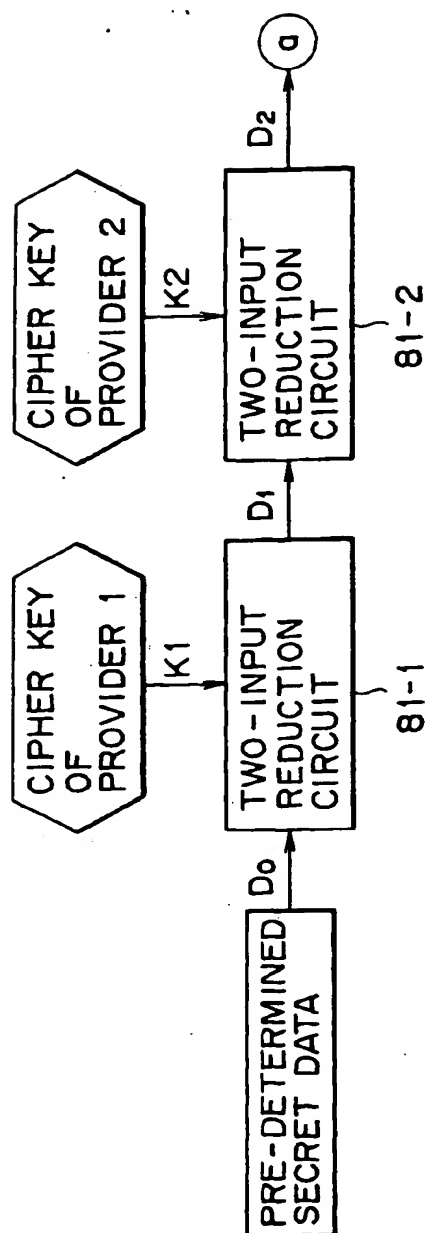 CIPHER KEY
OF
PROVIDER 1
CIPHER KEY
OF
PROVIDER 2
K1
K2
PRE-DETERMINED
SECRET DATA
D0
TWO-INPUT
REDUCTION
CIRCUIT
D1
TWO-INPUT
REDUCTION
CIRCUIT
D2
a
81-1
81-2